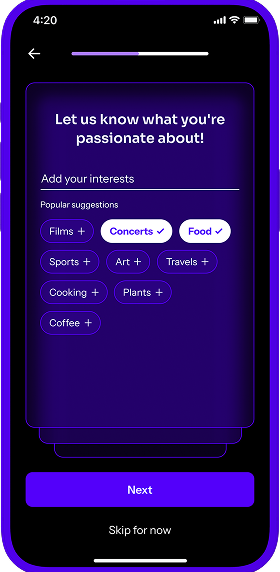 4:20
Let us know what you're
passionate about!
Add your interests
Popular suggestions
Films +
Concerts ✓
Food ✓
Sports +
Art +
Travels +
Cooking +
Plants +
Coffee +
Next
Skip for now